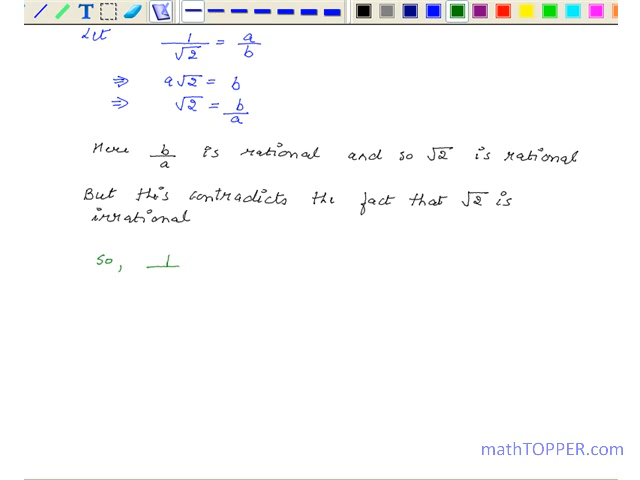 T
Let 1/√2 = a/b
⇒ a√2 = b
⇒ √2 = b/a
Here b/a is rational and so √2 is rational
But this contradicts the fact that √2 is
irrational
so, 1
mathTOPPER.com